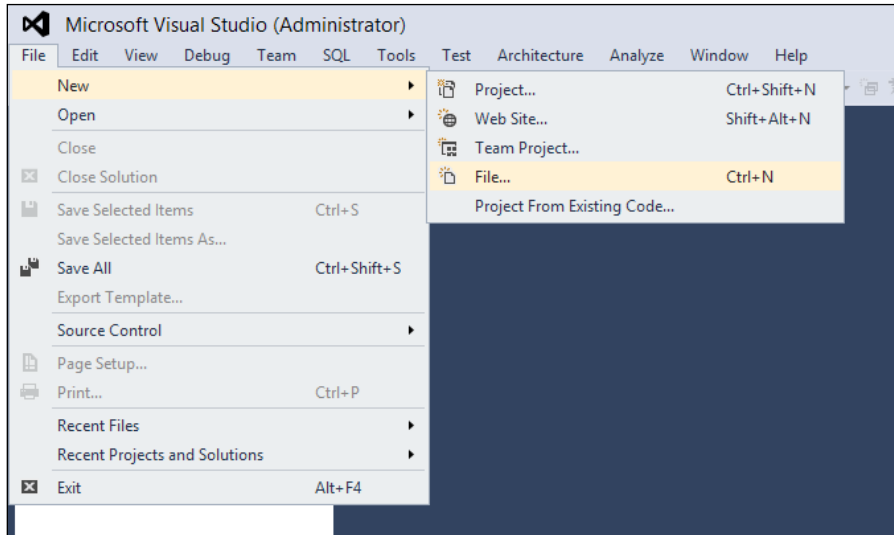 Microsoft Visual Studio (Administrator)
File Edit View Debug Team SQL Tools Test Architecture Analyze Window Help
New
Open
Close
Close Solution
Save Selected Items Ctrl+S
Save Selected Items As...
Save All Ctrl+Shift+S
Export Template...
Source Control
Page Setup...
Print... Ctrl+P
Recent Files
Recent Projects and Solutions
Exit Alt+F4
Project... Ctrl+Shift+N
Web Site... Shift+Alt+N
Team Project...
File... Ctrl+N
Project From Existing Code...